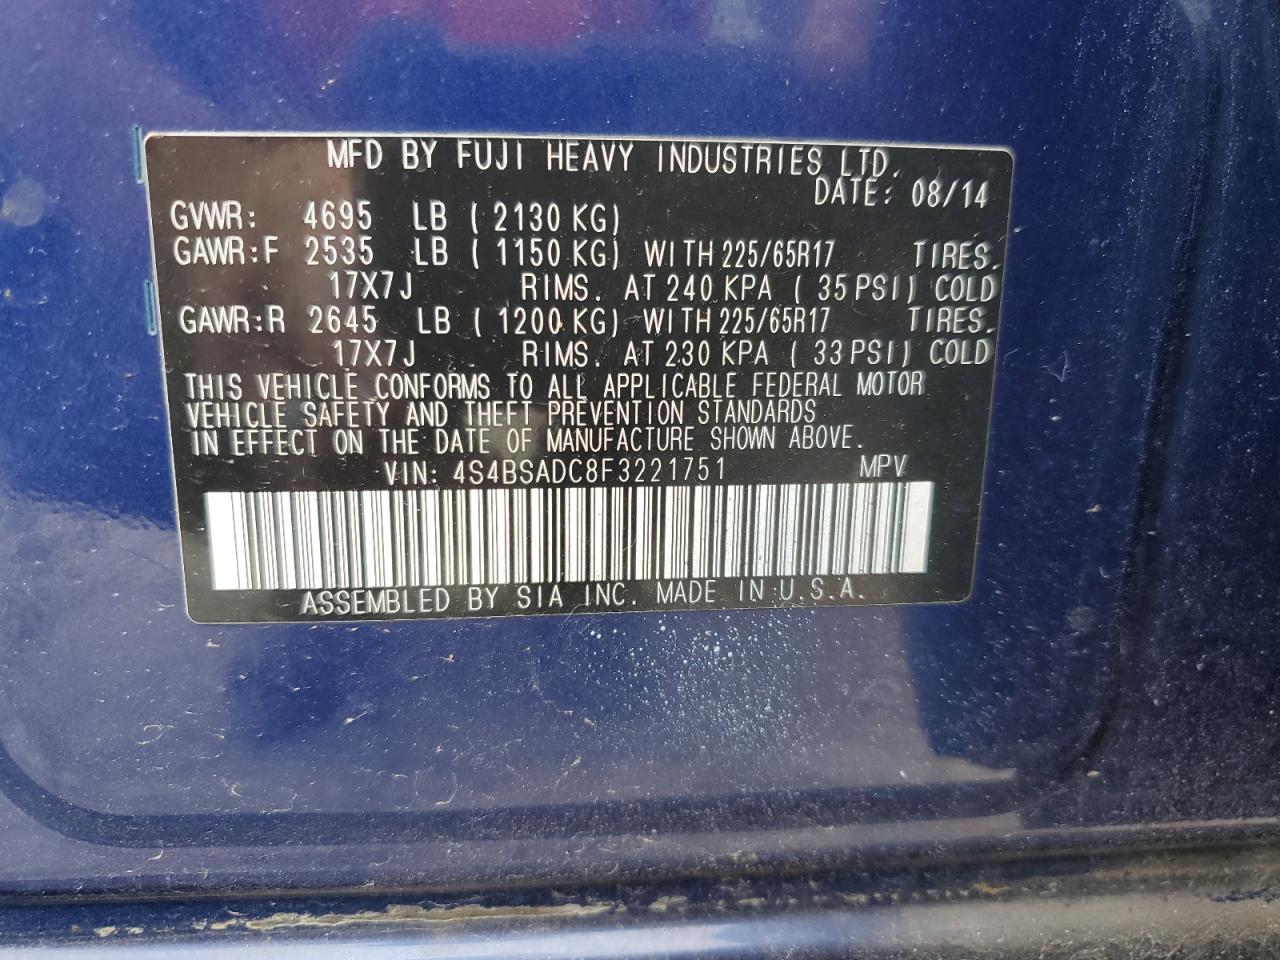 MFD BY FUJI HEAVY INDUSTRIES LTD.
DATE: 08/14
GVWR: 4695 LB ( 2130 KG)
GAWR:F 2535 LB ( 1150 KG) WITH 225/65R17 TIRES.
17X7J RIMS. AT 240 KPA ( 35 PSI) COLD
GAWR:R 2645 LB ( 1200 KG) WITH 225/65R17 TIRES.
17X7J RIMS. AT 230 KPA ( 33 PSI) COLD
THIS VEHICLE CONFORMS TO ALL APPLICABLE FEDERAL MOTOR
VEHICLE SAFETY AND THEFT PREVENTION STANDARDS
IN EFFECT ON THE DATE OF MANUFACTURE SHOWN ABOVE.
VIN: 4S4BSADC8F3221751 MPV
ASSEMBLED BY SIA INC. MADE IN U.S.A.